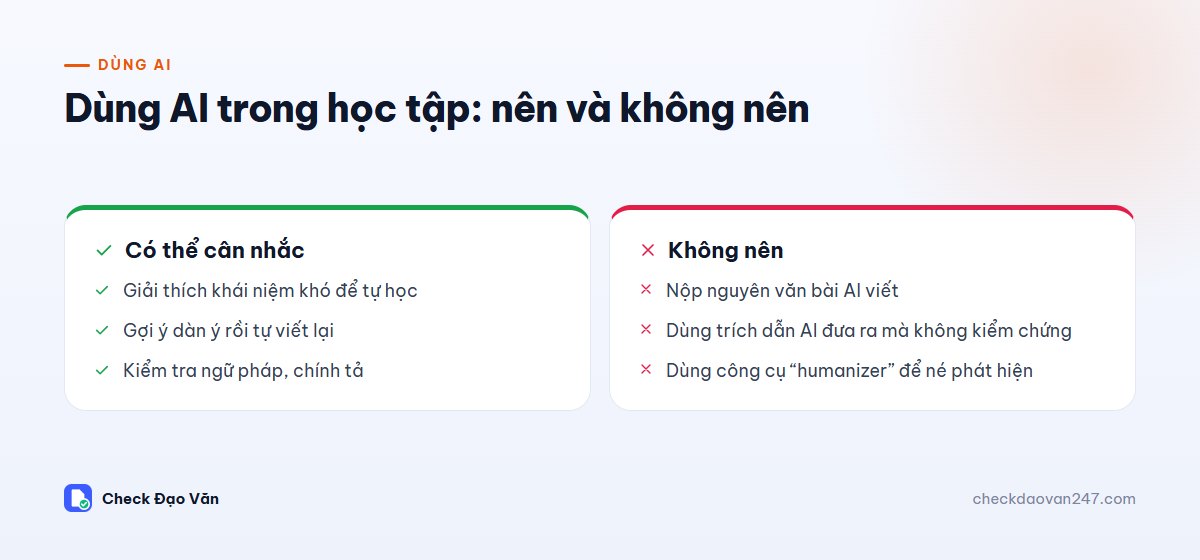 DÙNG AI
Dùng AI trong học tập: nên và không nên
Có thể cân nhắc
Giải thích khái niệm khó để tự học
Gợi ý dàn ý rồi tự viết lại
Kiểm tra ngữ pháp, chính tả
Không nên
Nộp nguyên văn bài AI viết
Dùng trích dẫn AI đưa ra mà không kiểm chứng
Dùng công cụ “humanizer” để né phát hiện
Check Đạo Văn
checkdaovan247.com